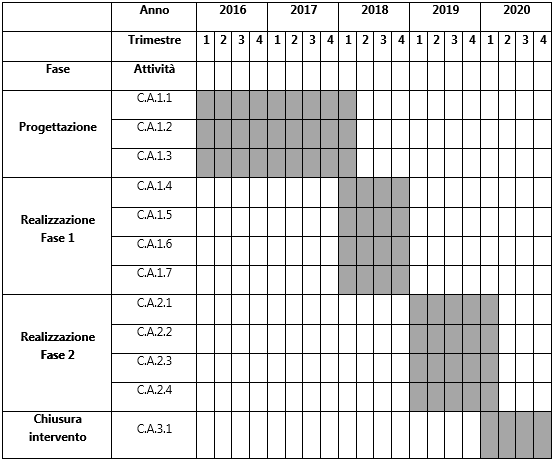 Anno 2016 2017 2018 2019 2020
Trimestre 1 2 3 4 1 2 3 4 1 2 3 4 1 2 3 4 1 2 3 4
Fase Attività
Progettazione
C.A.1.1
C.A.1.2
C.A.1.3
Realizzazione
Fase 1
C.A.1.4
C.A.1.5
C.A.1.6
C.A.1.7
Realizzazione
Fase 2
C.A.2.1
C.A.2.2
C.A.2.3
C.A.2.4
Chiusura
intervento
C.A.3.1